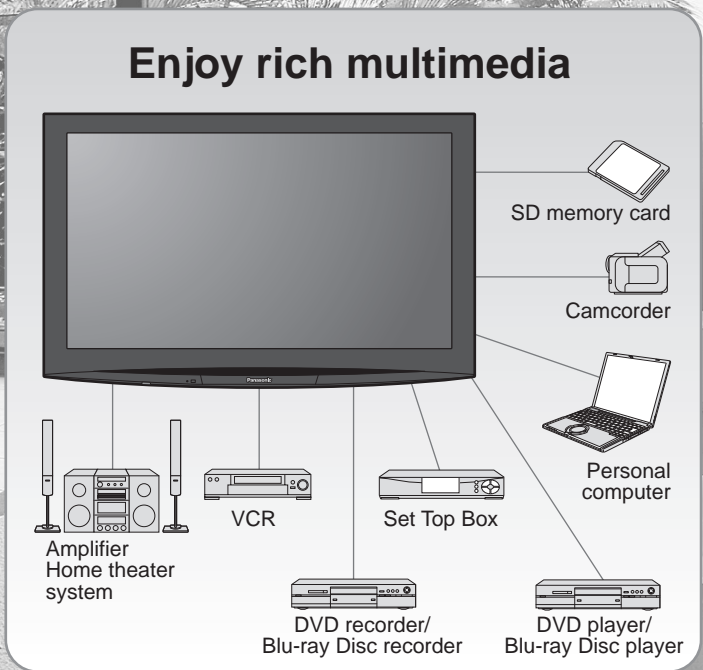 Enjoy rich multimedia
SD memory card
Camcorder
Personal
computer
Panasonic
Amplifier
Home theater
system
VCR
Set Top Box
DVD recorder/
Blu-ray Disc recorder
DVD player/
Blu-ray Disc player